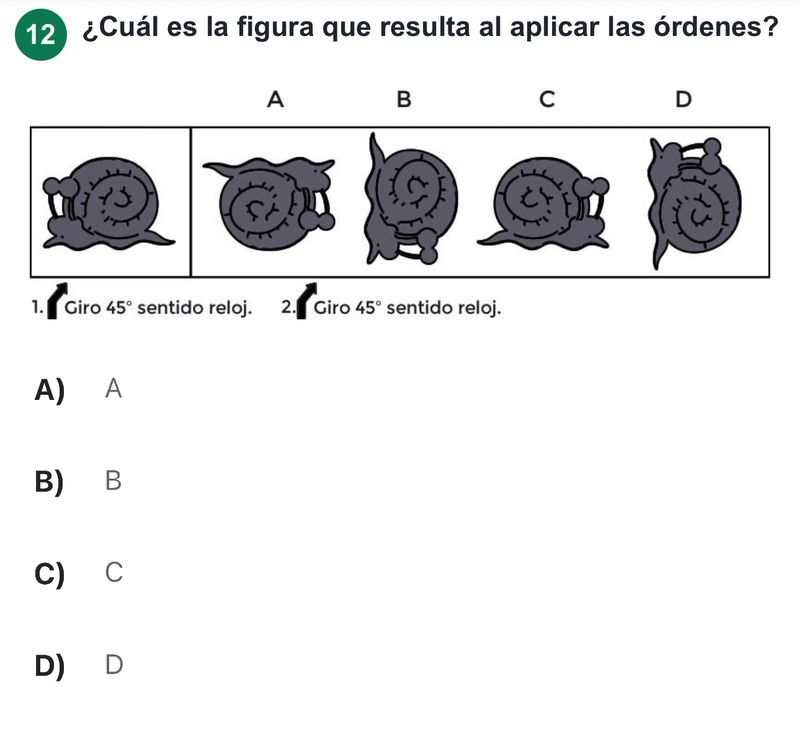 12 ¿Cuál es la figura que resulta al aplicar las órdenes?
A B C D
1. Giro 45° sentido reloj. 2. Giro 45° sentido reloj.
A) A
B) B
C) C
D) D